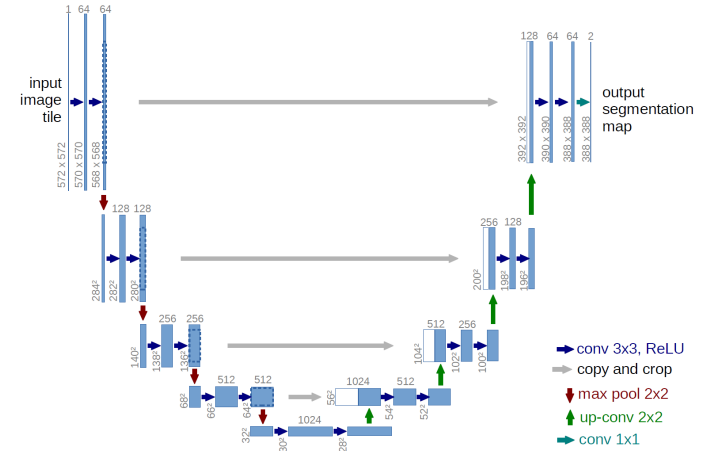 1 64 64
128 64 64 2
input
image
tile
output
segmentation
map
572 x 572
570 x 570
568 x 568
392 x 392
390 x 390
388 x 388
388 x 388
128 128
256 128
284²
282²
280²
200²
198²
196²
256 256
512 256
140²
138²
136²
104²
102²
100²
512 512
1024 512
68²
66²
64²
56²
54²
52²
1024
32²
30²
28²
conv 3x3, ReLU
copy and crop
max pool 2x2
up-conv 2x2
conv 1x1